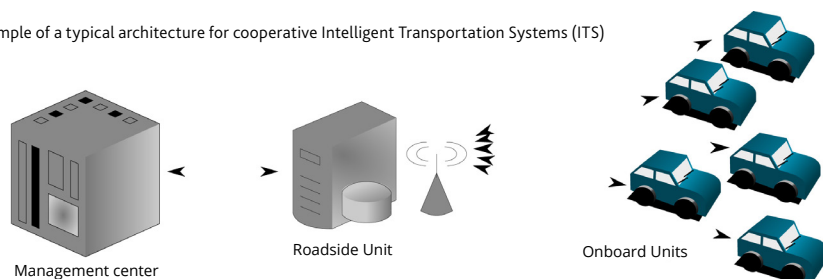 mple of a typical architecture for cooperative Intelligent Transportation Systems (ITS)
Roadside Unit
Onboard Units
Management center